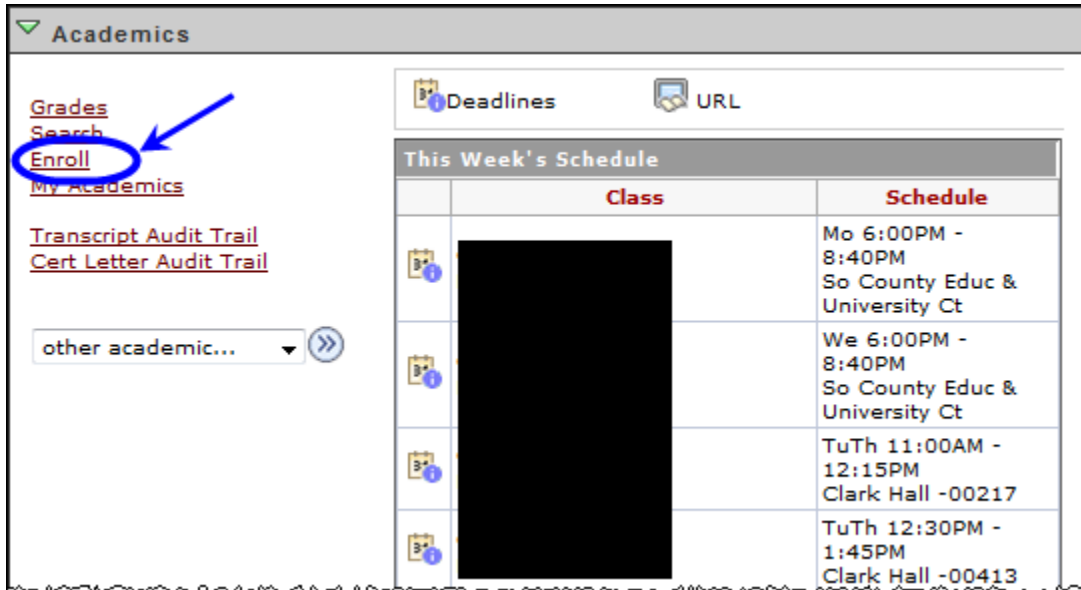 Academics
Grades
Search
Enroll
My Academics
Transcript Audit Trail
Cert Letter Audit Trail
other academic...
Deadlines
URL
This Week's Schedule
Class
Schedule
Mo 6:00PM -
8:40PM
So County Educ &
University Ct
We 6:00PM -
8:40PM
So County Educ &
University Ct
TuTh 11:00AM -
12:15PM
Clark Hall -00217
TuTh 12:30PM -
1:45PM
Clark Hall -00413